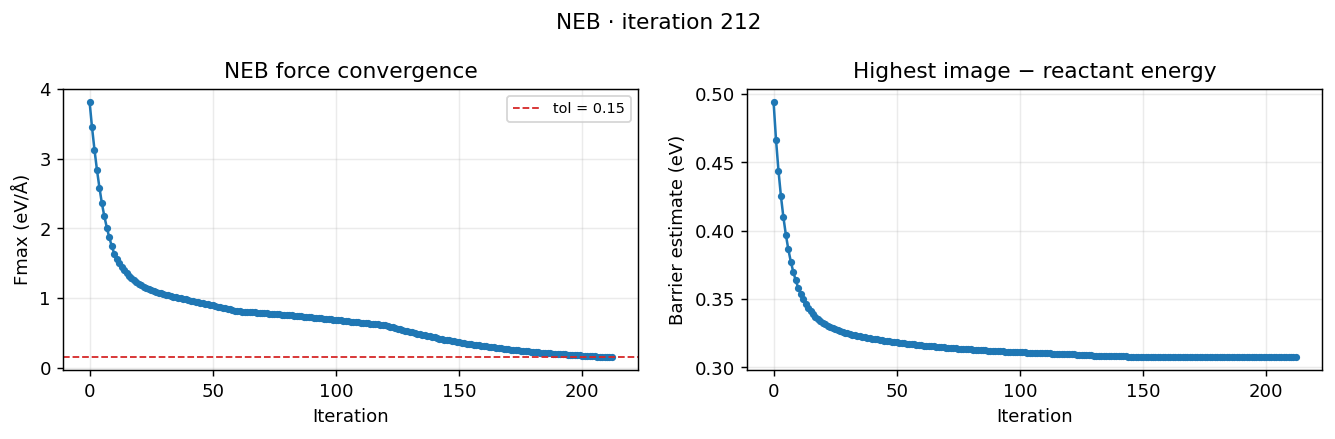 NEB · iteration 212
NEB force convergence
Fmax (eV/Å)
4
3
2
1
0
tol = 0.15
0
50
100
150
200
Iteration
Highest image − reactant energy
Barrier estimate (eV)
0.50
0.45
0.40
0.35
0.30
0
50
100
150
200
Iteration